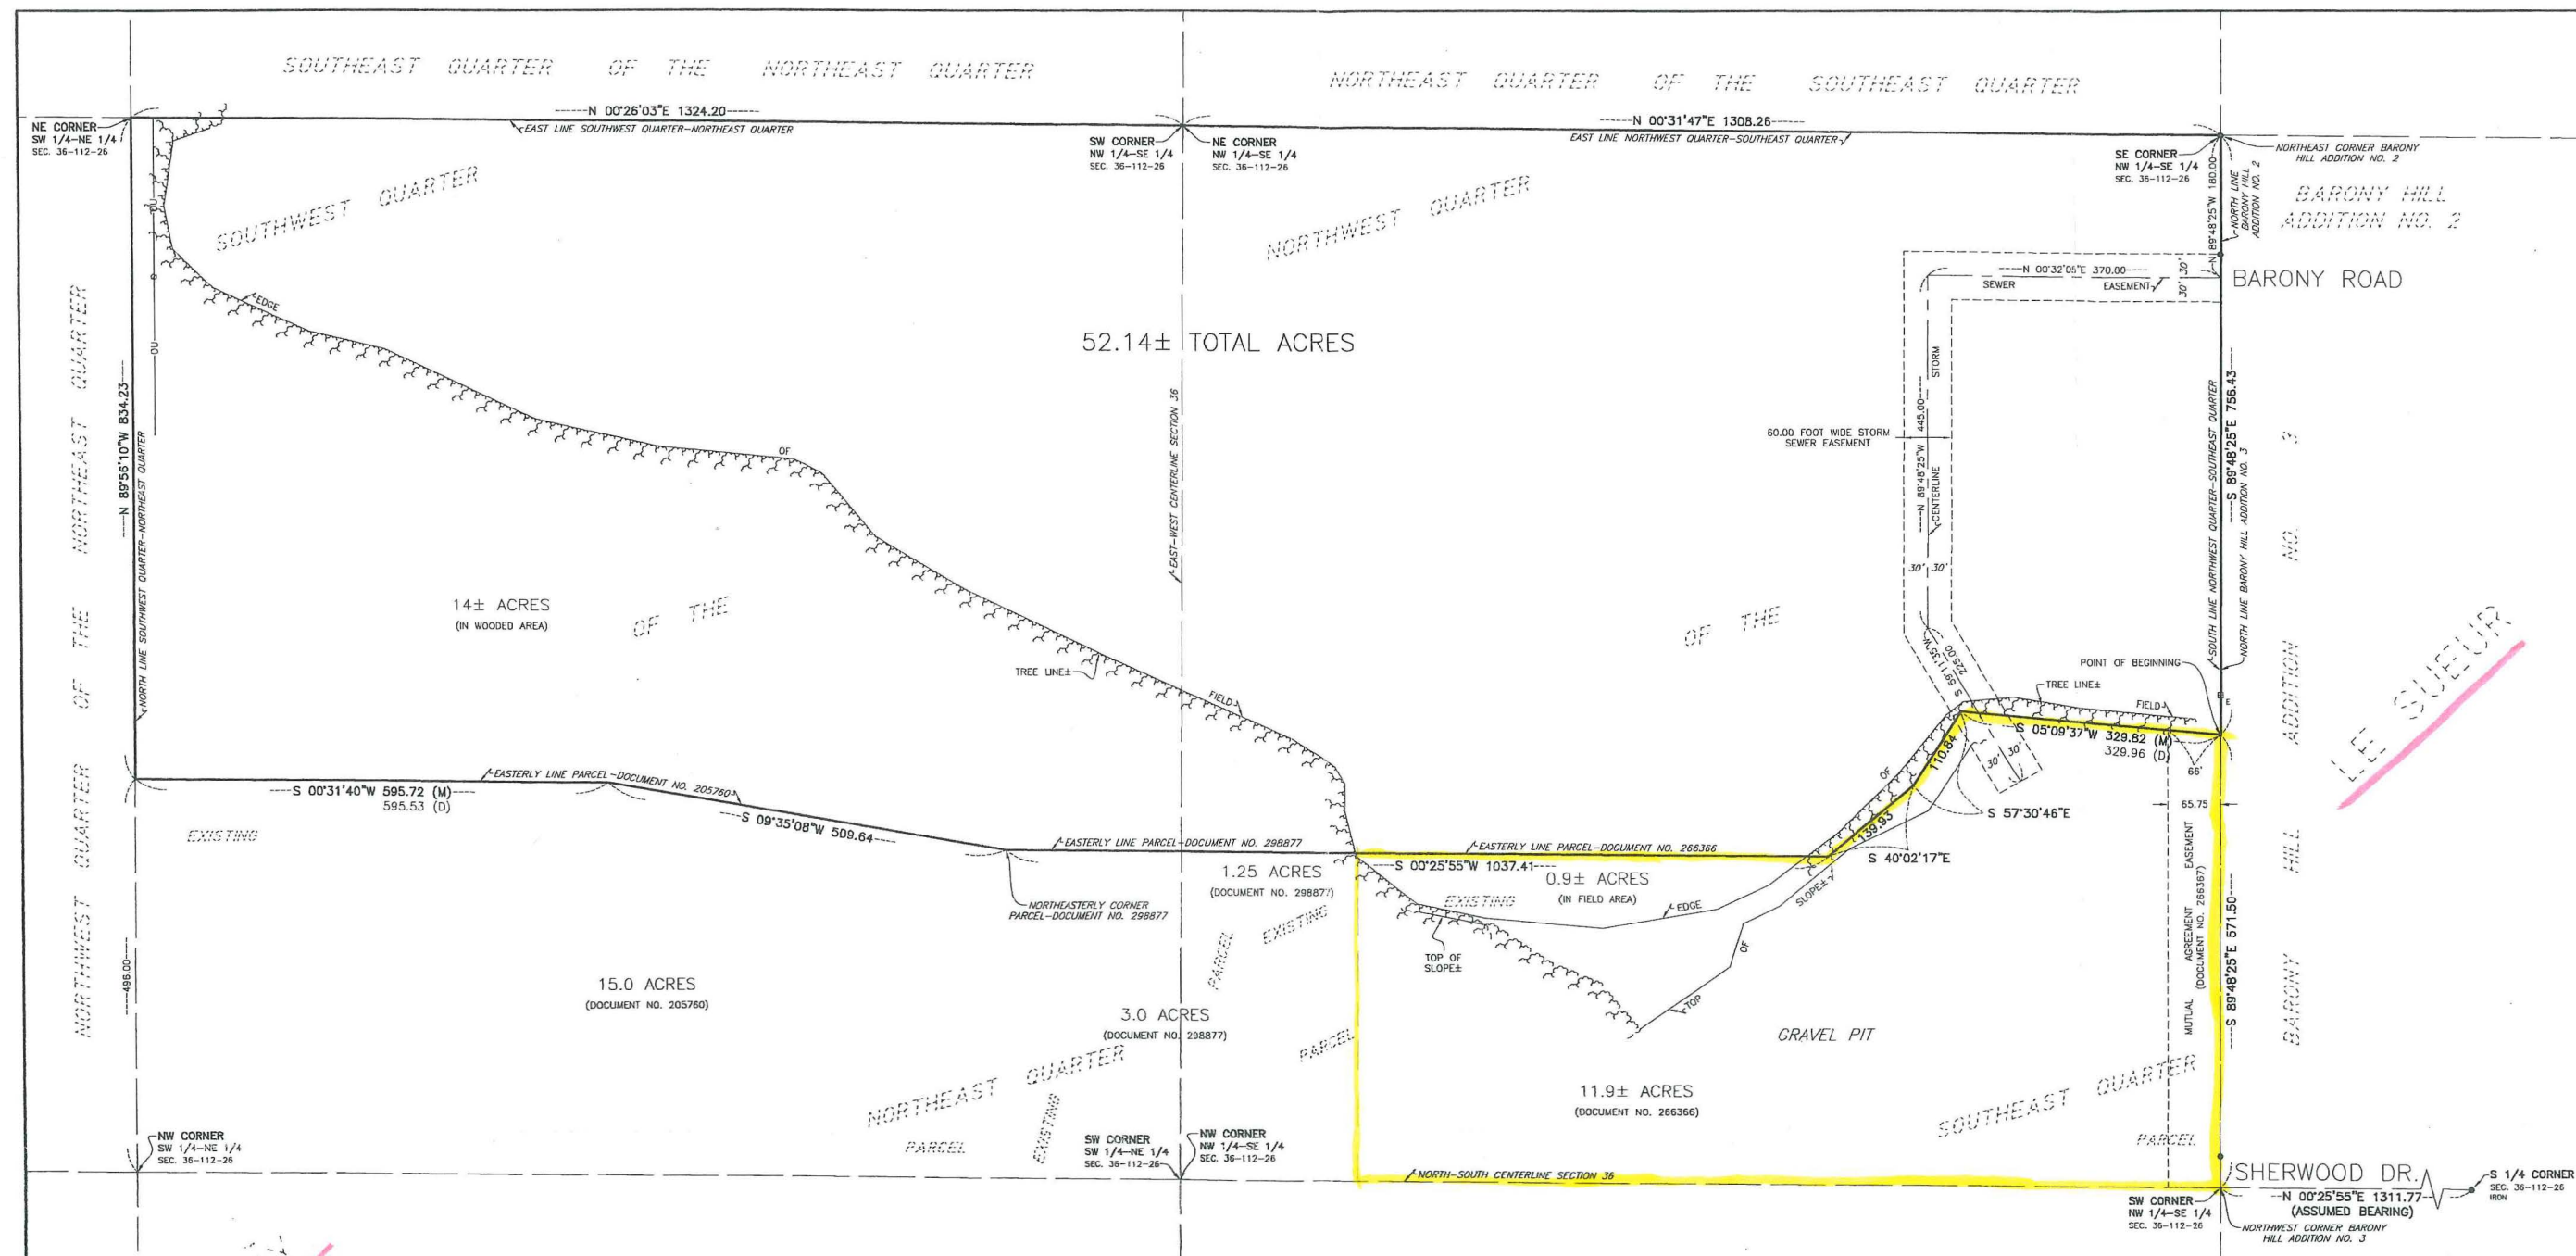 SOUTHEAST QUARTER OF THE NORTHEAST QUARTER
NORTHEAST QUARTER OF THE SOUTHEAST QUARTER
-----N 00°26'03"E 1324.20-----
EAST LINE SOUTHWEST QUARTER-NORTHEAST QUARTER
-----N 00°31'47"E 1308.26-----
EAST LINE NORTHWEST QUARTER-SOUTHEAST QUARTER
NE CORNER
SW 1/4-NE 1/4
SEC. 36-112-26
SW CORNER
NW 1/4-SE 1/4
SEC. 36-112-26
NE CORNER
NW 1/4-SE 1/4
SEC. 36-112-26
SE CORNER
NW 1/4-SE 1/4
SEC. 36-112-26
NORTHEAST CORNER BARONY
HILL ADDITION NO. 2
N 89°48'25"W 180.00
NORTH LINE
BARONY HILL
ADDITION NO. 2
BARONY HILL
ADDITION NO. 2
SOUTHWEST QUARTER
NORTHWEST QUARTER
OU
OU
EDGE
----N 00°32'05"E 370.00----
SEWER EASEMENT
30' 30'
BARONY ROAD
52.14± TOTAL ACRES
NORTHWEST QUARTER OF THE NORTHEAST QUARTER
----N 89°56'10"W 834.23----
NORTH LINE SOUTHWEST QUARTER-NORTHEAST QUARTER
EAST-WEST CENTERLINE SECTION 36
OF
60.00 FOOT WIDE STORM
SEWER EASEMENT
----N 89°48'25"W 445.00----
STORM
CENTERLINE
30' 30'
SOUTH LINE NORTHWEST QUARTER-SOUTHEAST QUARTER
----S 89°48'25"E 756.43----
NORTH LINE BARONY HILL ADDITION NO. 3
BARONY HILL ADDITION NO. 3
14± ACRES
(IN WOODED AREA)
OF THE
OF THE
TREE LINE±
FIELD
S 59°11'35"W
225.00
POINT OF BEGINNING
TREE LINE±
FIELD
E
LE SUEUR
S 05°09'37"W 329.82 (M)
329.96 (D)
66'
30' 30'
110.84
OF
65.75
S 57°30'46"E
139.93
S 40°02'17"E
EASTERLY LINE PARCEL-DOCUMENT NO. 205760
----S 00°31'40"W 595.72 (M)----
595.53 (D)
----S 09°35'08"W 509.64----
EXISTING
EASTERLY LINE PARCEL-DOCUMENT NO. 298877
EASTERLY LINE PARCEL-DOCUMENT NO. 266366
----S 00°25'55"W 1037.41----
1.25 ACRES
(DOCUMENT NO. 298877)
0.9± ACRES
(IN FIELD AREA)
EXISTING
EDGE
SLOPE±
OF
TOP
NORTHEASTERLY CORNER
PARCEL-DOCUMENT NO. 298877
PARCEL EXISTING
TOP OF
SLOPE±
MUTUAL AGREEMENT EASEMENT
(DOCUMENT NO. 266367)
----S 89°48'25"E 571.50----
----496.00----
15.0 ACRES
(DOCUMENT NO. 205760)
3.0 ACRES
(DOCUMENT NO. 298877)
PARCEL
GRAVEL PIT
11.9± ACRES
(DOCUMENT NO. 266366)
NORTHEAST QUARTER
EXISTING
PARCEL
SOUTHEAST QUARTER
PARCEL
NW CORNER
SW 1/4-NE 1/4
SEC. 36-112-26
SW CORNER
SW 1/4-NE 1/4
SEC. 36-112-26
NW CORNER
NW 1/4-SE 1/4
SEC. 36-112-26
NORTH-SOUTH CENTERLINE SECTION 36
SHERWOOD DR.
--N 00°25'55"E 1311.77--
(ASSUMED BEARING)
S 1/4 CORNER
SEC. 36-112-26
IRON
SW CORNER
NW 1/4-SE 1/4
SEC. 36-112-26
NORTHWEST CORNER BARONY
HILL ADDITION NO. 3